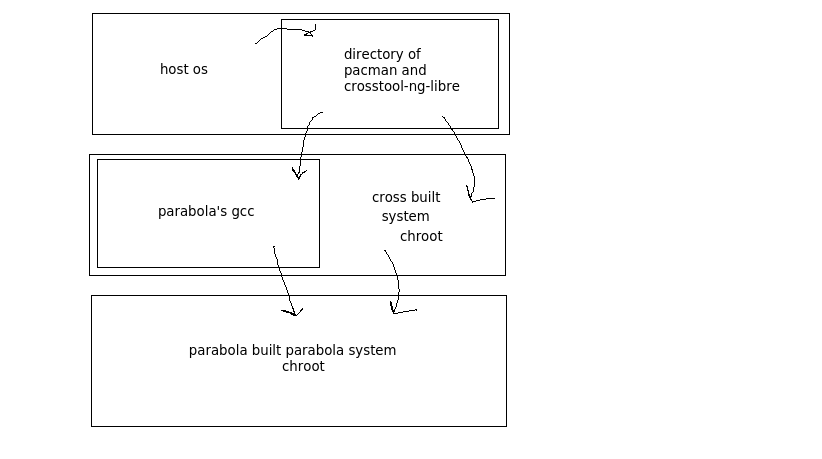 host os
directory of
pacman and
crosstool-ng-libre
parabola's gcc
cross built
system
chroot
parabola built parabola system
chroot